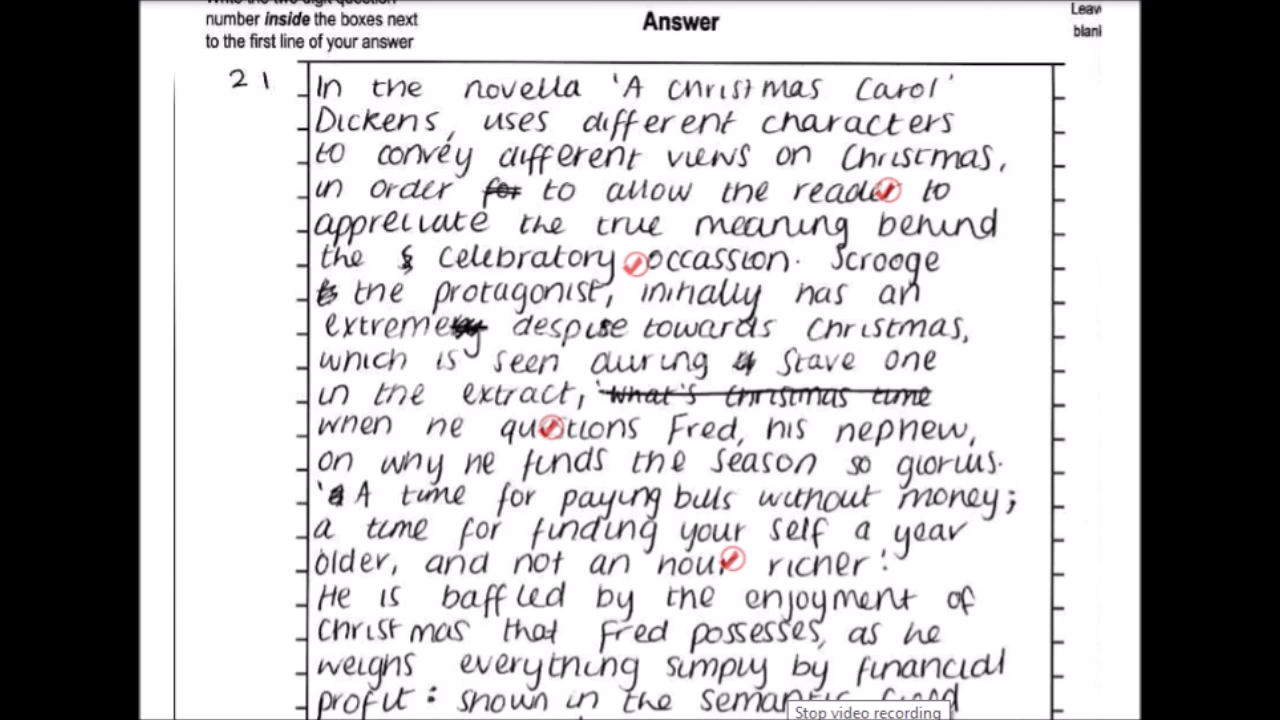 number inside the boxes next
to the first line of your answer
Answer
21
In the novella 'A Christmas Carol'
Dickens, uses different characters
to convey different views on Christmas,
in order for to allow the reader to
appreciate the true meaning behind
the celebratory occassion. Scrooge
the protagonist, initially has an
extreme despise towards Christmas,
which is seen during Stave one
in the extract, 'What's Christmas time
when he qustions Fred, his nephew,
on why he finds the season so glorius.
'A time for paying bills without money;
a time for finding your self a year
older, and not an hour richer!'
He is baffled by the enjoyment of
Christmas that Fred possesses, as he
weighs everything simply by financial
profit: shown in the semantic field
Stop video recording